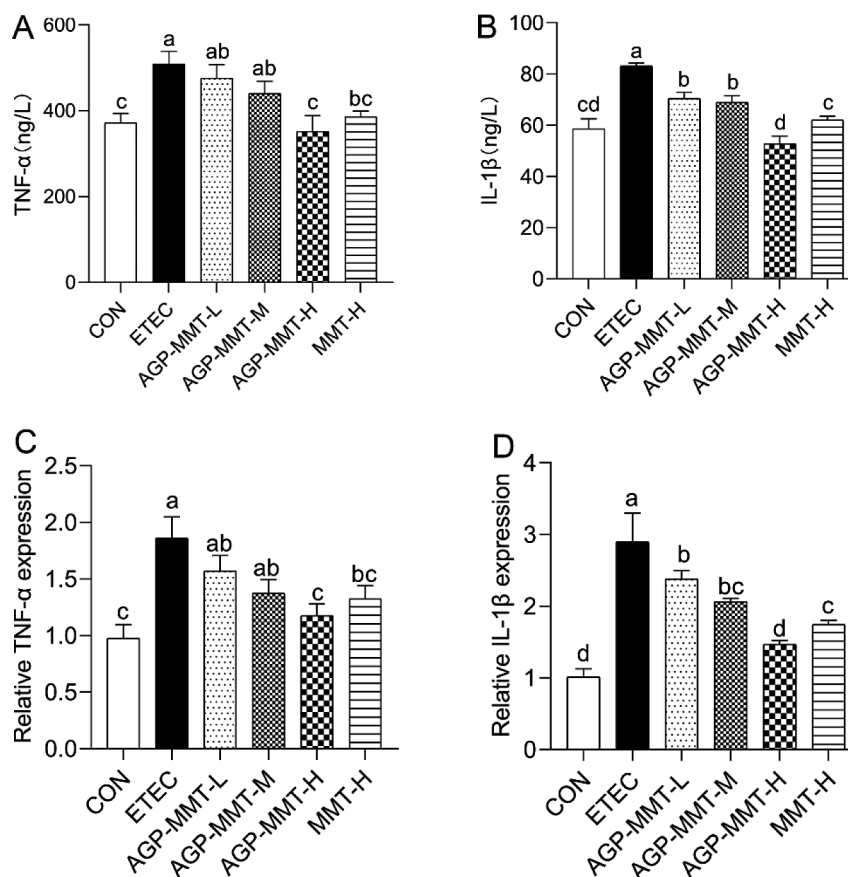 A
TNF-α(ng/L)
600
400
200
0
c
a
ab
ab
c
bc
CON
ETEC
AGP-MMT-L
AGP-MMT-M
AGP-MMT-H
MMT-H
B
IL-1β(ng/L)
100
80
60
40
20
0
cd
a
b
b
d
c
CON
ETEC
AGP-MMT-L
AGP-MMT-M
AGP-MMT-H
MMT-H
C
Relative TNF-α expression
2.5
2.0
1.5
1.0
0.5
0.0
c
a
ab
ab
c
bc
CON
ETEC
AGP-MMT-L
AGP-MMT-M
AGP-MMT-H
MMT-H
D
Relative IL-1β expression
4
3
2
1
0
d
a
b
bc
d
c
CON
ETEC
AGP-MMT-L
AGP-MMT-M
AGP-MMT-H
MMT-H